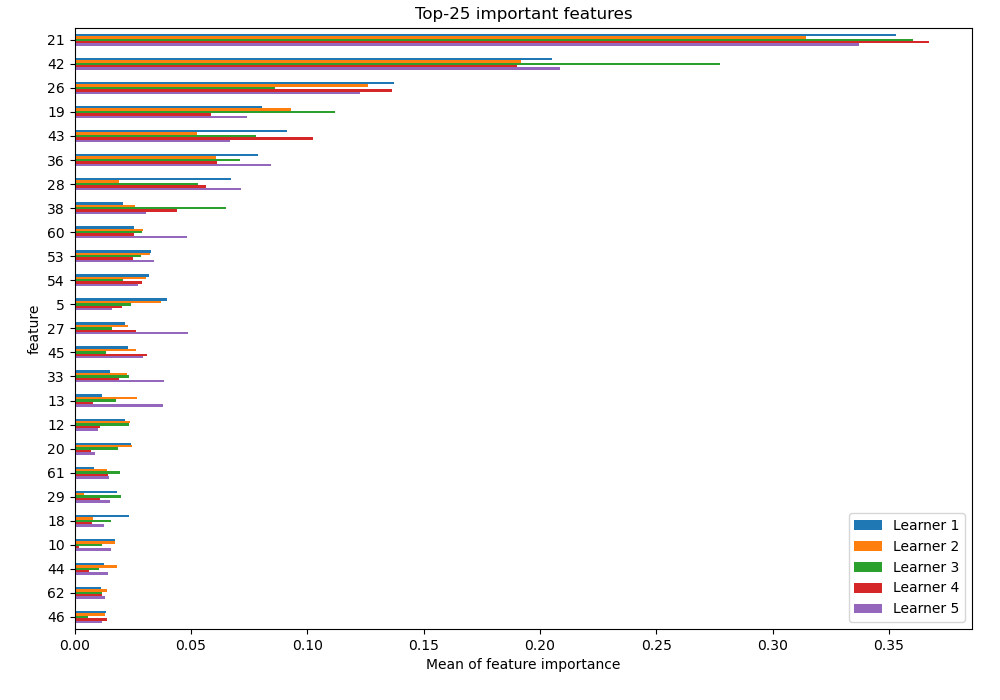 Top-25 important features
21
42
26
19
43
36
28
38
60
53
54
5
27
45
33
13
12
20
61
29
18
10
44
62
46
feature
0.00 0.05 0.10 0.15 0.20 0.25 0.30 0.35
Mean of feature importance
Learner 1
Learner 2
Learner 3
Learner 4
Learner 5